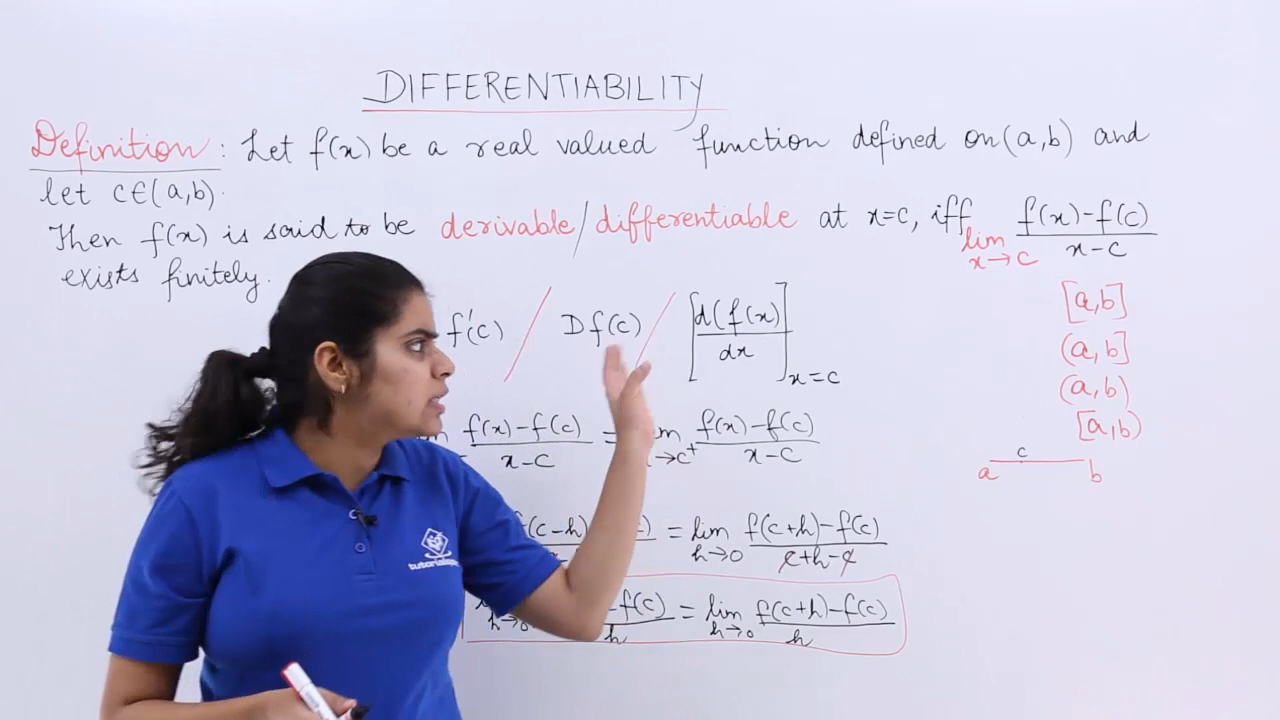 DIFFERENTIABILITY
Definition : Let f(x) be a real valued function defined on (a,b) and
let c∈(a,b).
Then f(x) is said to be derivable/differentiable at x=c, iff lim x→c f(x)-f(c) / x-c
exists finitely.
f'(c) / Df(c) / [d(f(x) / dx] x=c
f(x)-f(c) / x-c = lim x→c⁺ f(x)-f(c) / x-c
f(c-h) = lim h→0 f(c+h)-f(c) / c+h-c
h→0 -f(c) / h = lim h→0 f(c+h)-f(c) / h
[a,b]
(a,b]
(a,b)
[a,b)
c
a b